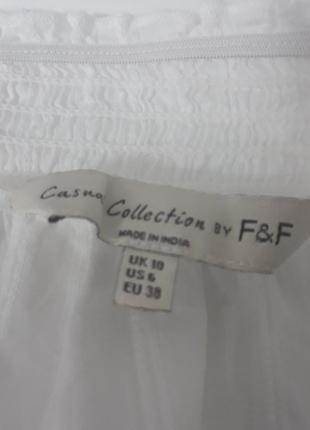 Casua Collection BY F&F
MADE IN INDIA
UK 10
US 6
EU 38